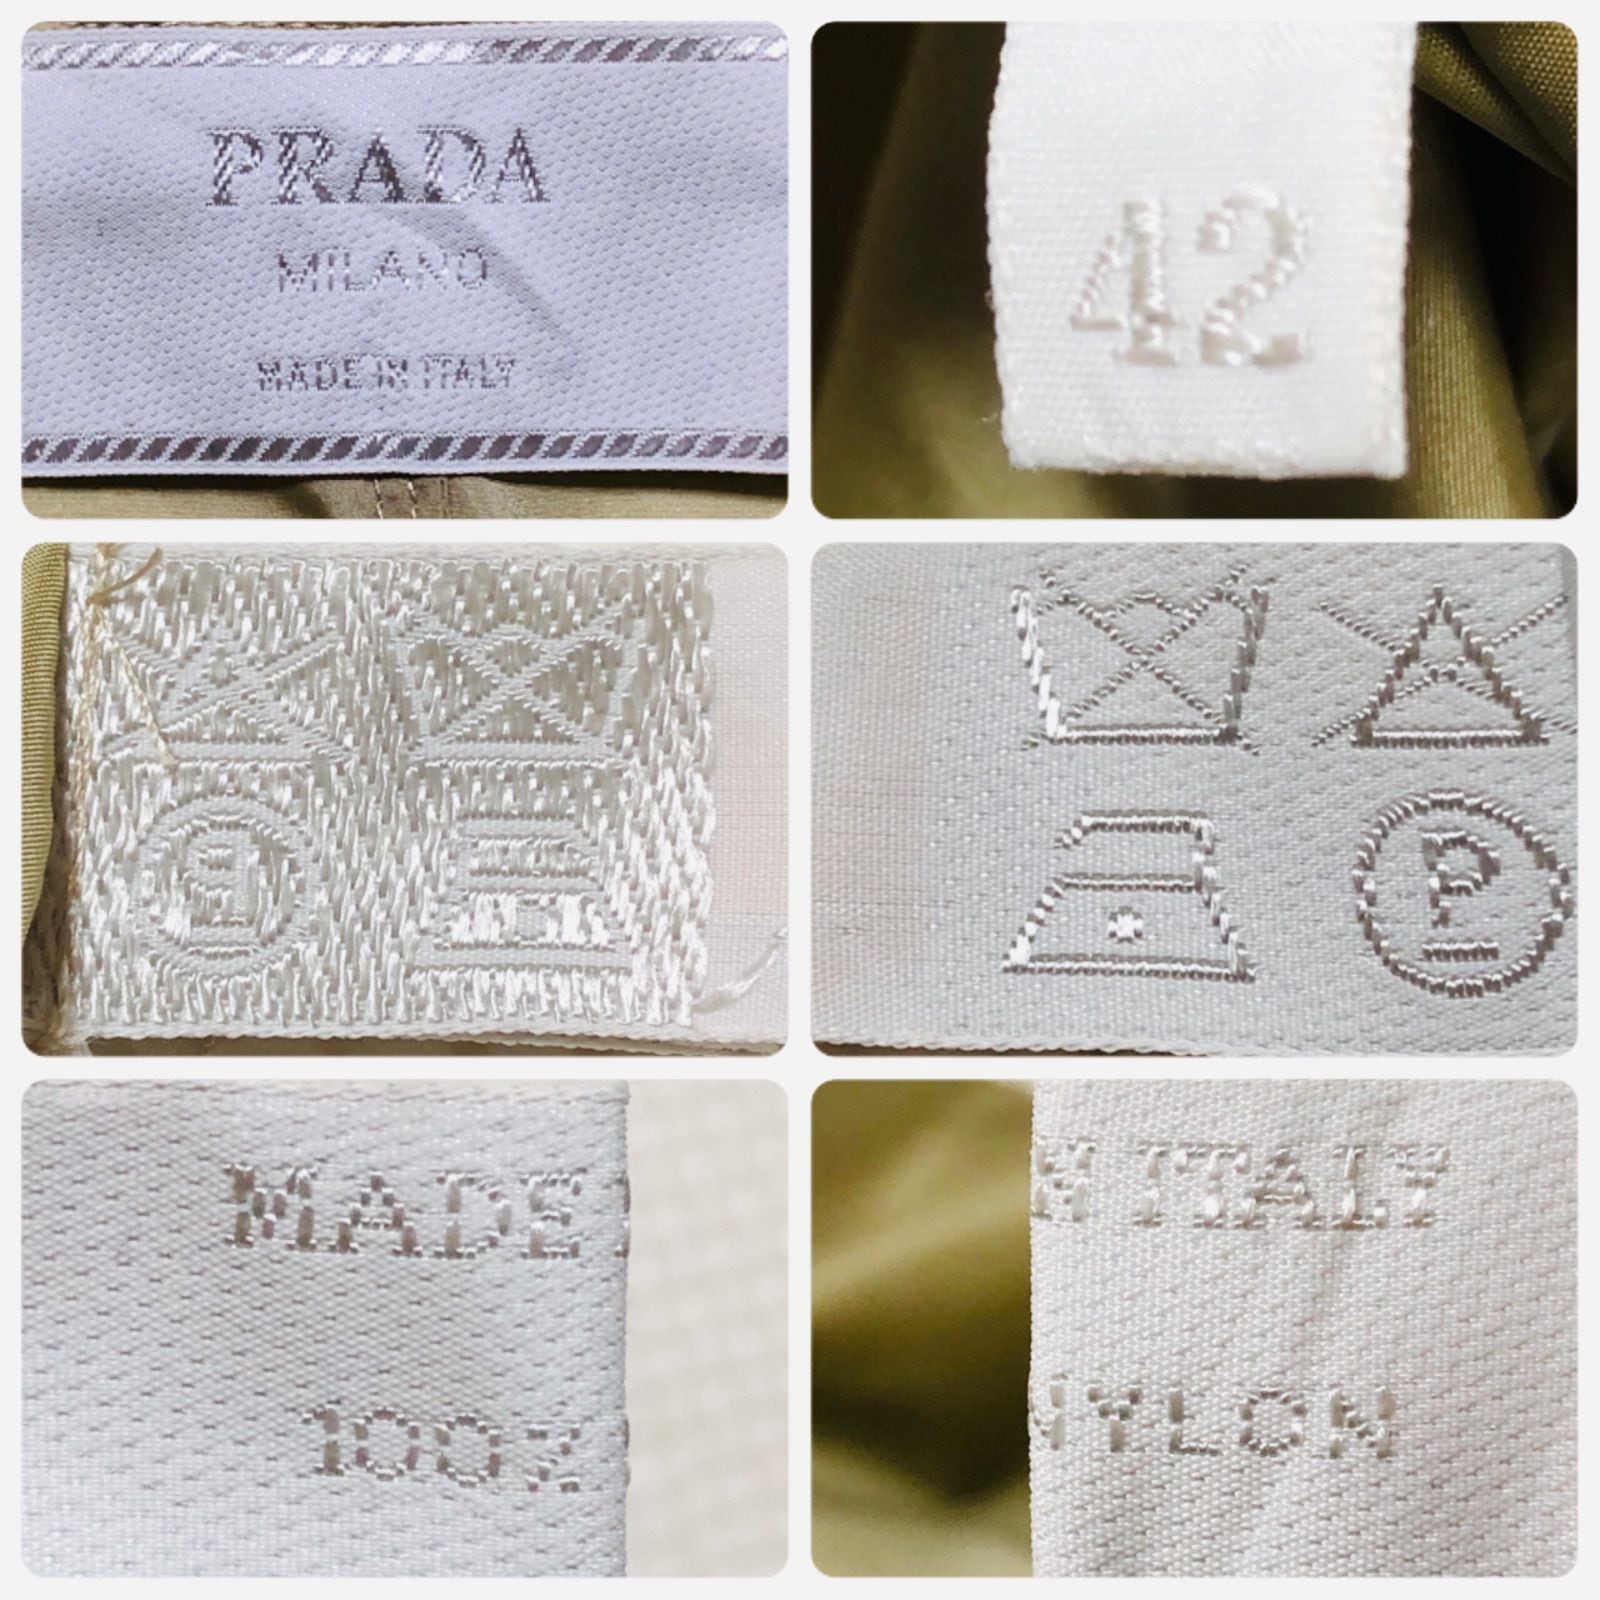 PRADA
MILANO
MADE IN ITALY
42
P
MADE
100%
N ITALY
NYLON